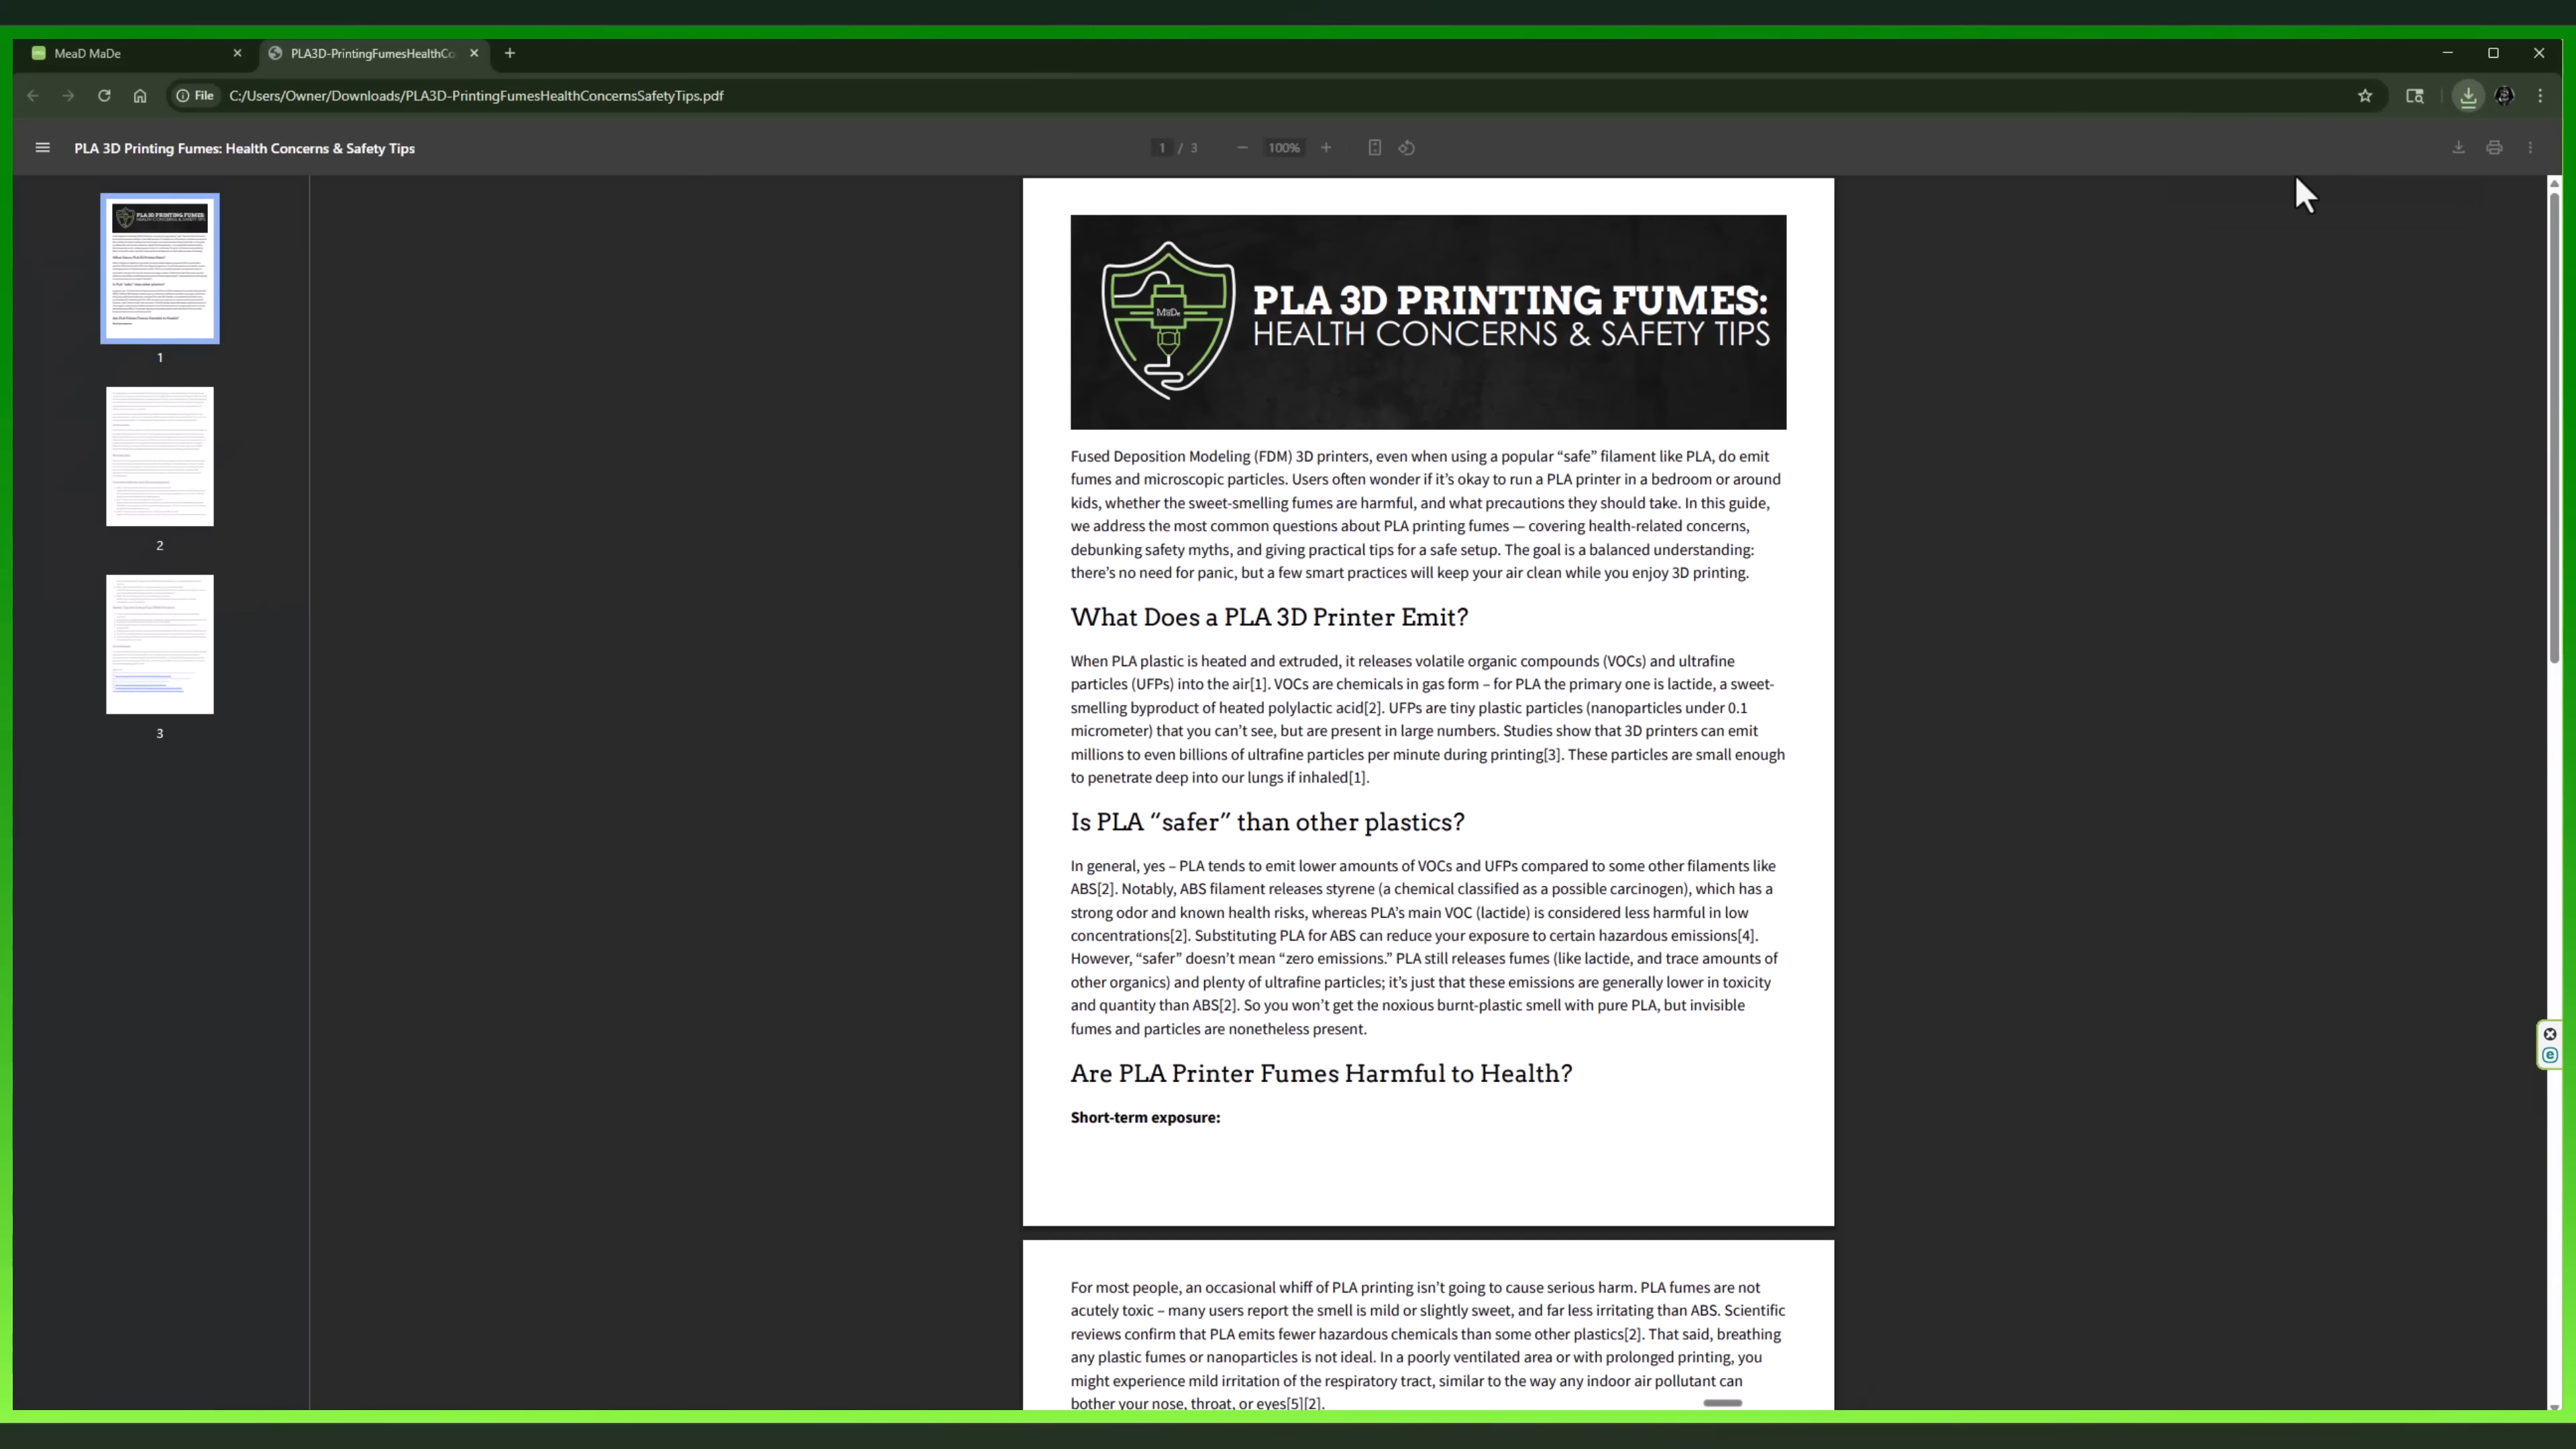 MeaD MaDe
PLA3D-PrintingFumesHealthCo
File
C:/Users/Owner/Downloads/PLA3D-PrintingFumesHealthConcernsSafetyTips.pdf
PLA 3D Printing Fumes: Health Concerns & Safety Tips
1 / 3
100%
1
2
3
MaDe
PLA 3D PRINTING FUMES:
HEALTH CONCERNS & SAFETY TIPS
Fused Deposition Modeling (FDM) 3D printers, even when using a popular “safe” filament like PLA, do emit
fumes and microscopic particles. Users often wonder if it’s okay to run a PLA printer in a bedroom or around
kids, whether the sweet-smelling fumes are harmful, and what precautions they should take. In this guide,
we address the most common questions about PLA printing fumes — covering health-related concerns,
debunking safety myths, and giving practical tips for a safe setup. The goal is a balanced understanding:
there’s no need for panic, but a few smart practices will keep your air clean while you enjoy 3D printing.
What Does a PLA 3D Printer Emit?
When PLA plastic is heated and extruded, it releases volatile organic compounds (VOCs) and ultrafine
particles (UFPs) into the air[1]. VOCs are chemicals in gas form – for PLA the primary one is lactide, a sweet-
smelling byproduct of heated polylactic acid[2]. UFPs are tiny plastic particles (nanoparticles under 0.1
micrometer) that you can’t see, but are present in large numbers. Studies show that 3D printers can emit
millions to even billions of ultrafine particles per minute during printing[3]. These particles are small enough
to penetrate deep into our lungs if inhaled[1].
Is PLA “safer” than other plastics?
In general, yes – PLA tends to emit lower amounts of VOCs and UFPs compared to some other filaments like
ABS[2]. Notably, ABS filament releases styrene (a chemical classified as a possible carcinogen), which has a
strong odor and known health risks, whereas PLA’s main VOC (lactide) is considered less harmful in low
concentrations[2]. Substituting PLA for ABS can reduce your exposure to certain hazardous emissions[4].
However, “safer” doesn’t mean “zero emissions.” PLA still releases fumes (like lactide, and trace amounts of
other organics) and plenty of ultrafine particles; it’s just that these emissions are generally lower in toxicity
and quantity than ABS[2]. So you won’t get the noxious burnt-plastic smell with pure PLA, but invisible
fumes and particles are nonetheless present.
Are PLA Printer Fumes Harmful to Health?
Short-term exposure:
For most people, an occasional whiff of PLA printing isn’t going to cause serious harm. PLA fumes are not
acutely toxic – many users report the smell is mild or slightly sweet, and far less irritating than ABS. Scientific
reviews confirm that PLA emits fewer hazardous chemicals than some other plastics[2]. That said, breathing
any plastic fumes or nanoparticles is not ideal. In a poorly ventilated area or with prolonged printing, you
might experience mild irritation of the respiratory tract, similar to the way any indoor air pollutant can
bother your nose, throat, or eyes[5][2].